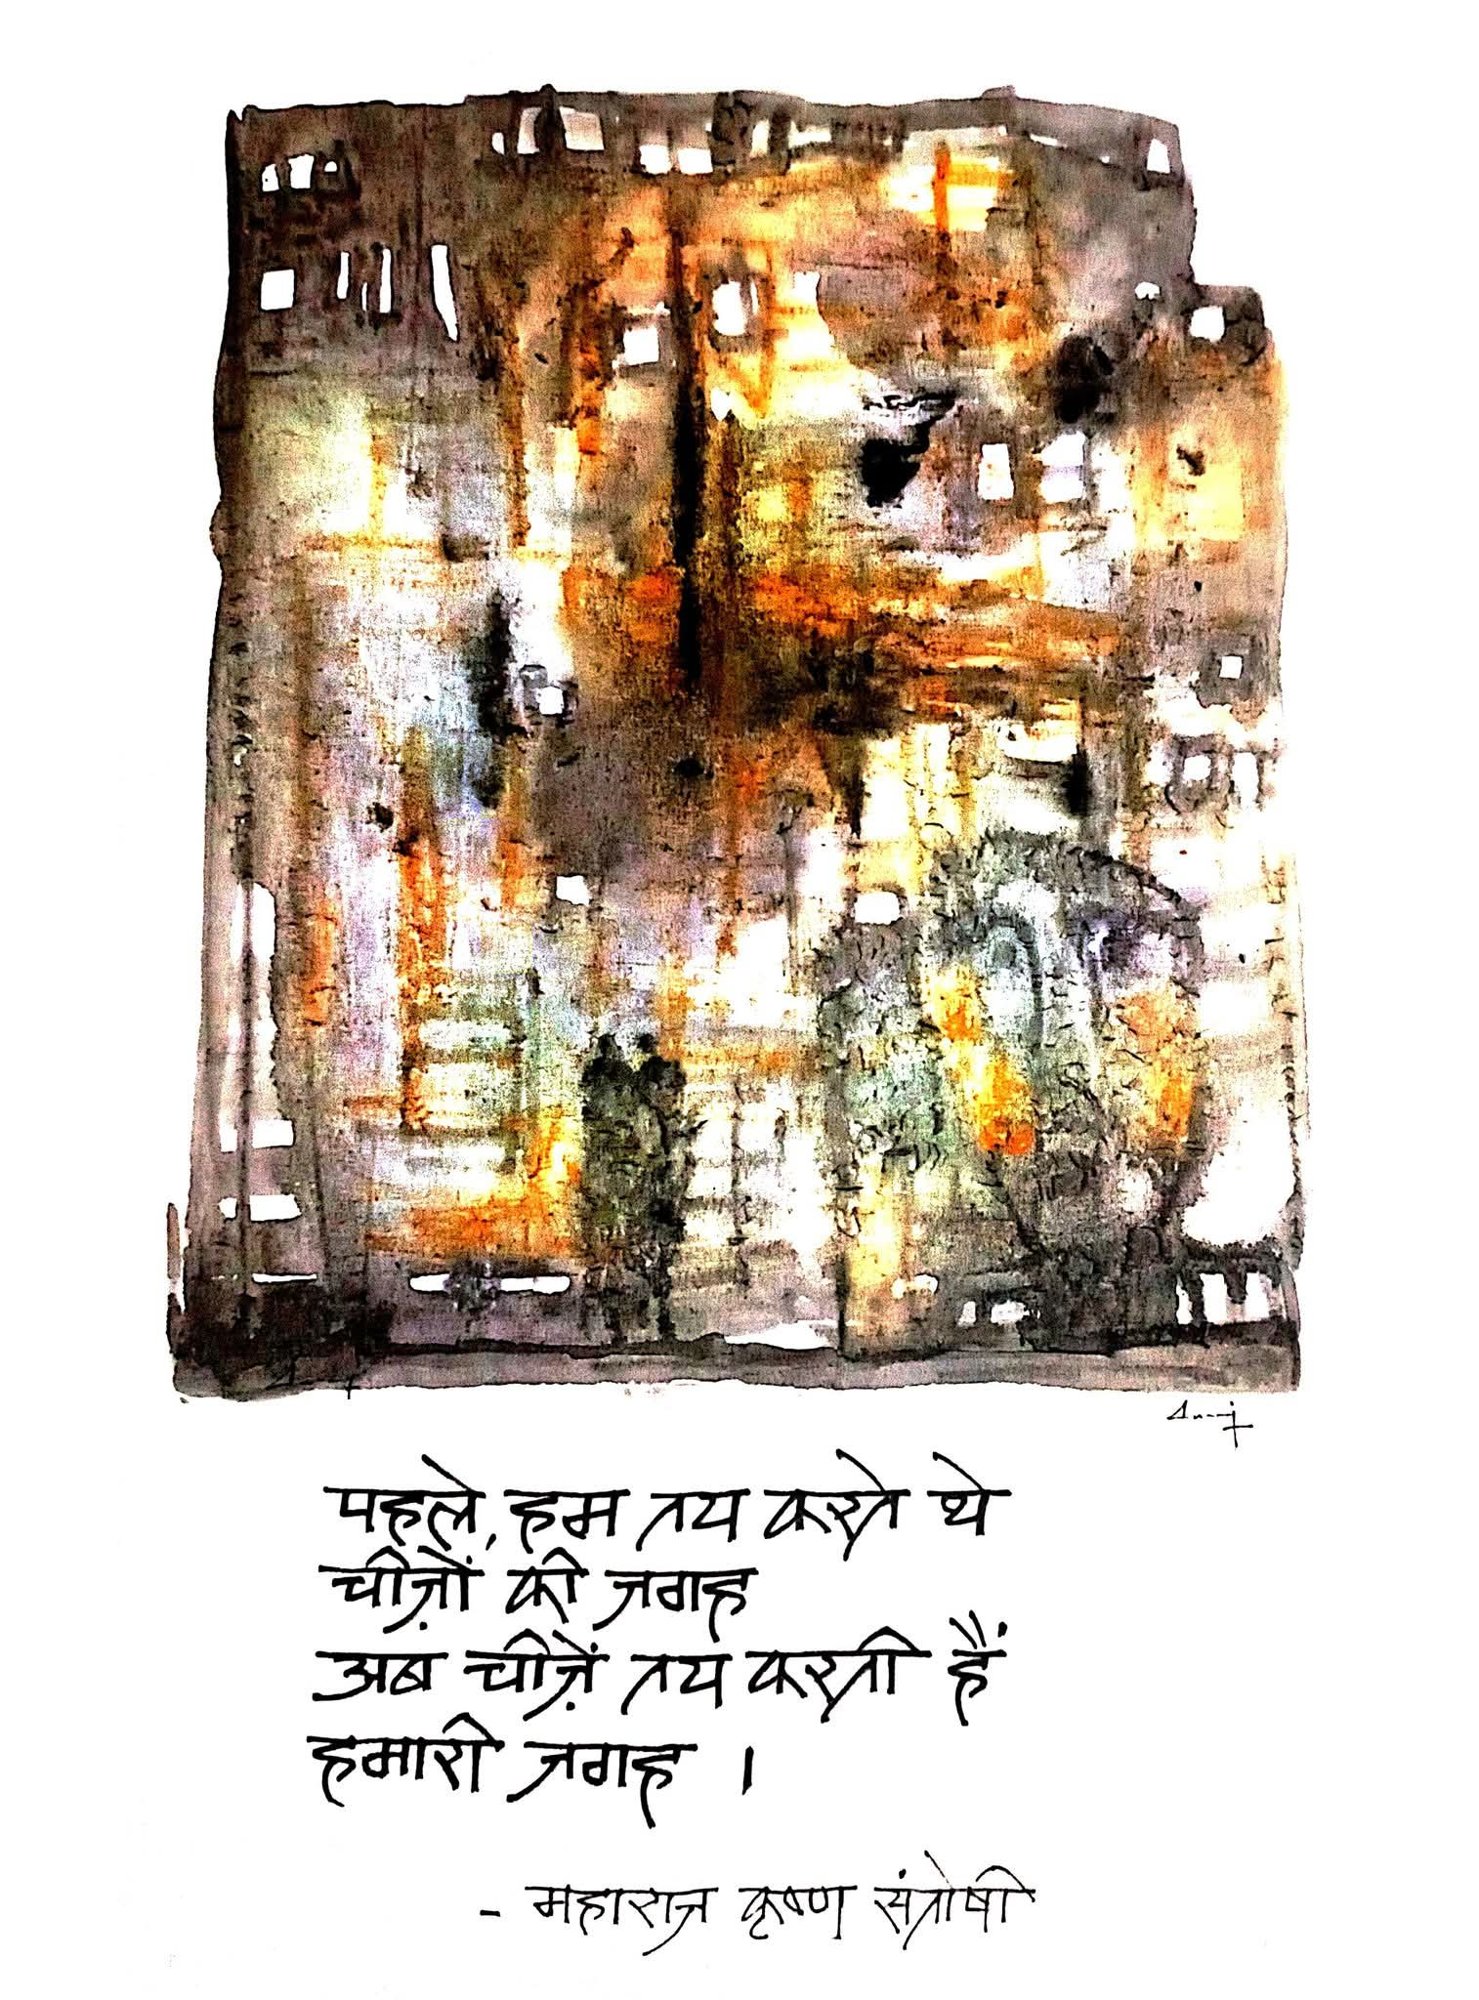 पहले, हम तय करते थे
चीज़ों की जगह
अब चीज़ें तय करती हैं
हमारी जगह ।
- महाराज कृष्ण संतोषी